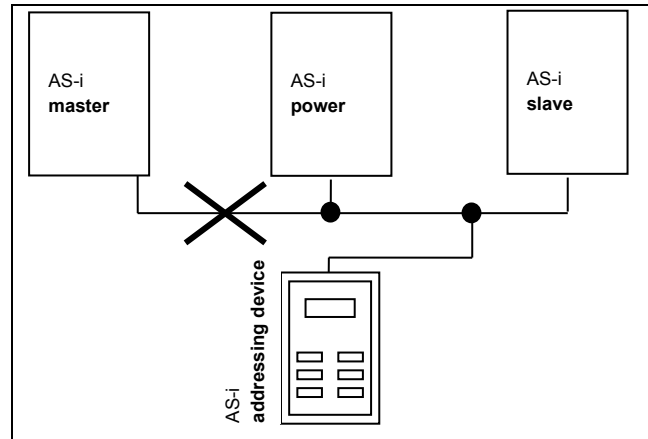 AS-i
master
AS-i
power
AS-i
slave
AS-i
addressing device